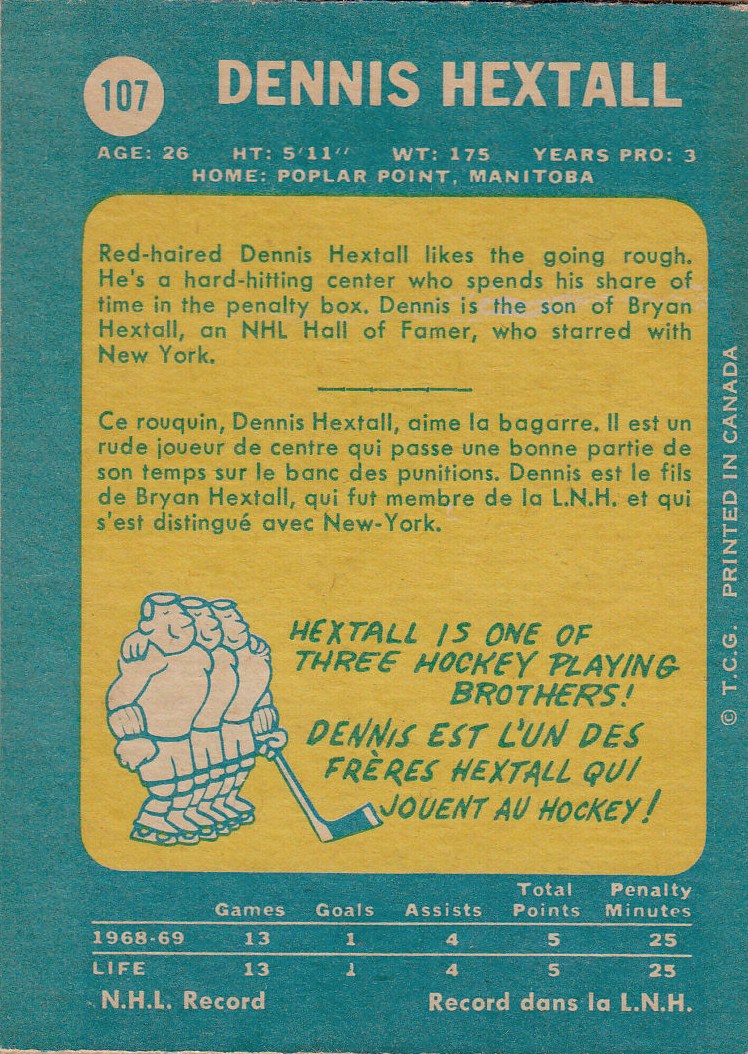 107
DENNIS HEXTALL
AGE: 26 HT: 5'11'' WT: 175 YEARS PRO: 3
HOME: POPLAR POINT, MANITOBA
Red-haired Dennis Hextall likes the going rough.
He's a hard-hitting center who spends his share of
time in the penalty box. Dennis is the son of Bryan
Hextall, an NHL Hall of Famer, who starred with
New York.
Ce rouquin, Dennis Hextall, aime la bagarre. Il est un
rude joueur de centre qui passe une bonne partie de
son temps sur le banc des punitions. Dennis est le fils
de Bryan Hextall, qui fut membre de la L.N.H. et qui
s'est distingué avec New-York.
HEXTALL IS ONE OF
THREE HOCKEY PLAYING
BROTHERS!
DENNIS EST L'UN DES
FRÈRES HEXTALL QUI
JOUENT AU HOCKEY!
Total Penalty
Games Goals Assists Points Minutes
1968-69 13 1 4 5 25
LIFE 13 1 4 5 25
N.H.L. Record Record dans la L.N.H.
© T.C.G. PRINTED IN CANADA